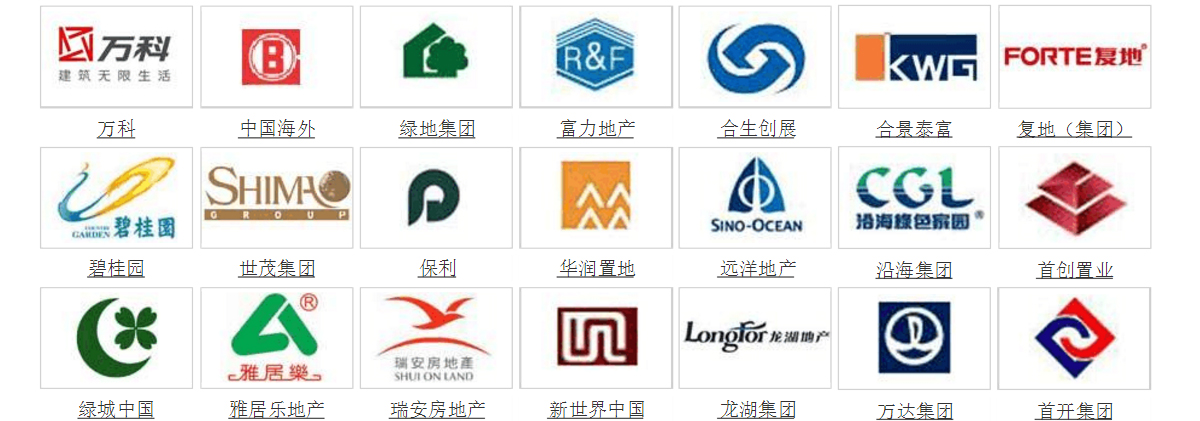 万科
建筑无限生活
R&F
KWG
FORTE复地®
万科
中国海外
绿地集团
富力地产
合生创展
合景泰富
复地（集团）
COUNTRY
GARDEN 碧桂園
SHIMAO
GROUP
SINO-OCEAN
CGL
沿海綠色家园®
碧桂园
世茂集团
保利
华润置地
远洋地产
沿海集团
首创置业
®
雅居樂
瑞安房地產
SHUI ON LAND
Longfor 龙湖地产
绿城中国
雅居乐地产
瑞安房地产
新世界中国
龙湖集团
万达集团
首开集团